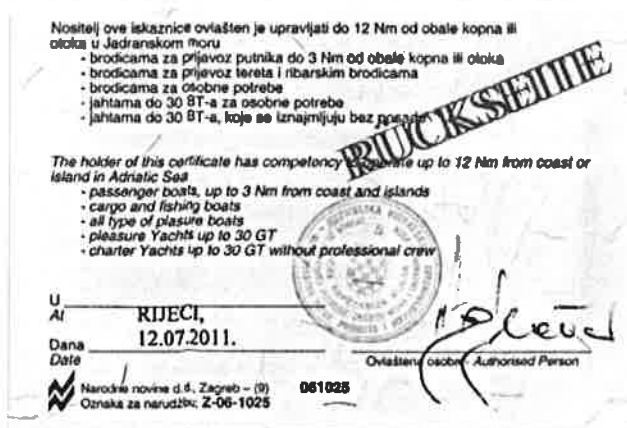 Nositelj ove iskaznice ovlašten je upravljati do 12 Nm od obale kopna ili
otoka u Jadranskom moru
- brodicama za prijevoz putnika do 3 Nm od obale kopna ili otoka
- brodicama za prijevoz tereta i ribarskim brodicama
- brodicama za osobne potrebe
- jahtama do 30 BT-a za osobne potrebe
- jahtama do 30 BT-a, koje se iznajmljuju bez posade
RÜCKSEITE
The holder of this certificate has competency to operate up to 12 Nm from coast or
island in Adriatic Sea
- passenger boats, up to 3 Nm from coast and islands
- cargo and fishing boats
- all type of plasure boats
- pleasure Yachts up to 30 GT
- charter Yachts up to 30 GT without professional crew
U
At RIJECI,
Dana 12.07.2011.
Date
Ovlaštena osoba - Authorised Person
Narodne novine d.d., Zagreb – (9) 061025
Oznaka za narudžbu: Z-06-1025